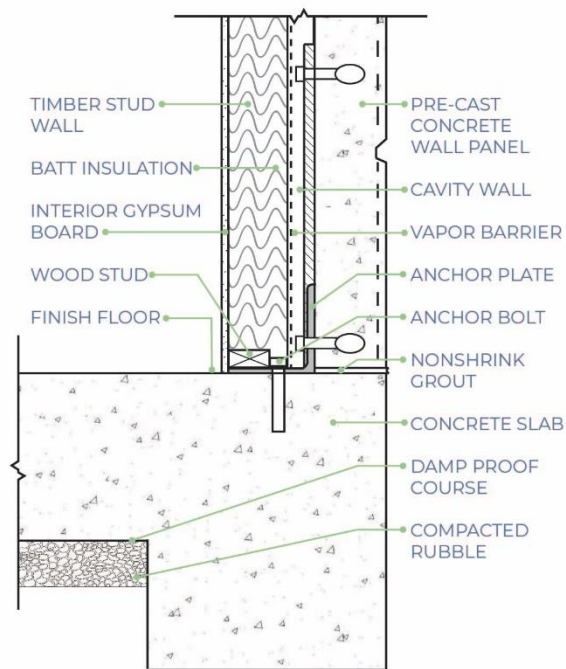 TIMBER STUD
WALL
BATT INSULATION
INTERIOR GYPSUM
BOARD
WOOD STUD
FINISH FLOOR
PRE-CAST
CONCRETE
WALL PANEL
CAVITY WALL
VAPOR BARRIER
ANCHOR PLATE
ANCHOR BOLT
NONSHRINK
GROUT
CONCRETE SLAB
DAMP PROOF
COURSE
COMPACTED
RUBBLE